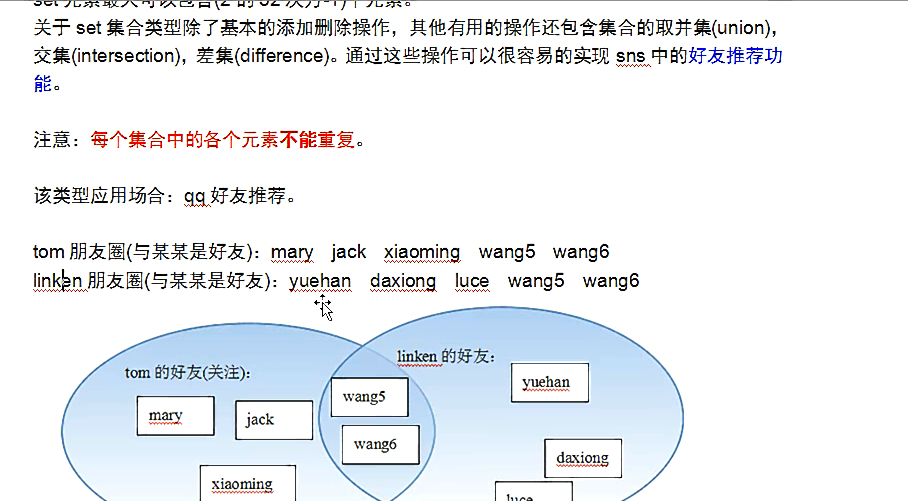 set 元素最大可以包含(2 的 32 次方-1)个元素。
关于 set 集合类型除了基本的添加删除操作，其他有用的操作还包含集合的取并集(union)，
交集(intersection)，差集(difference)。通过这些操作可以很容易的实现 sns 中的好友推荐功
能。
注意：每个集合中的各个元素不能重复。
该类型应用场合：qq 好友推荐。
tom 朋友圈(与某某是好友)：mary jack xiaoming wang5 wang6
linken 朋友圈(与某某是好友)：yuehan daxiong luce wang5 wang6
linken 的好友：
tom 的好友(关注)：
yuehan
wang5
mary
jack
wang6
daxiong
xiaoming
luce